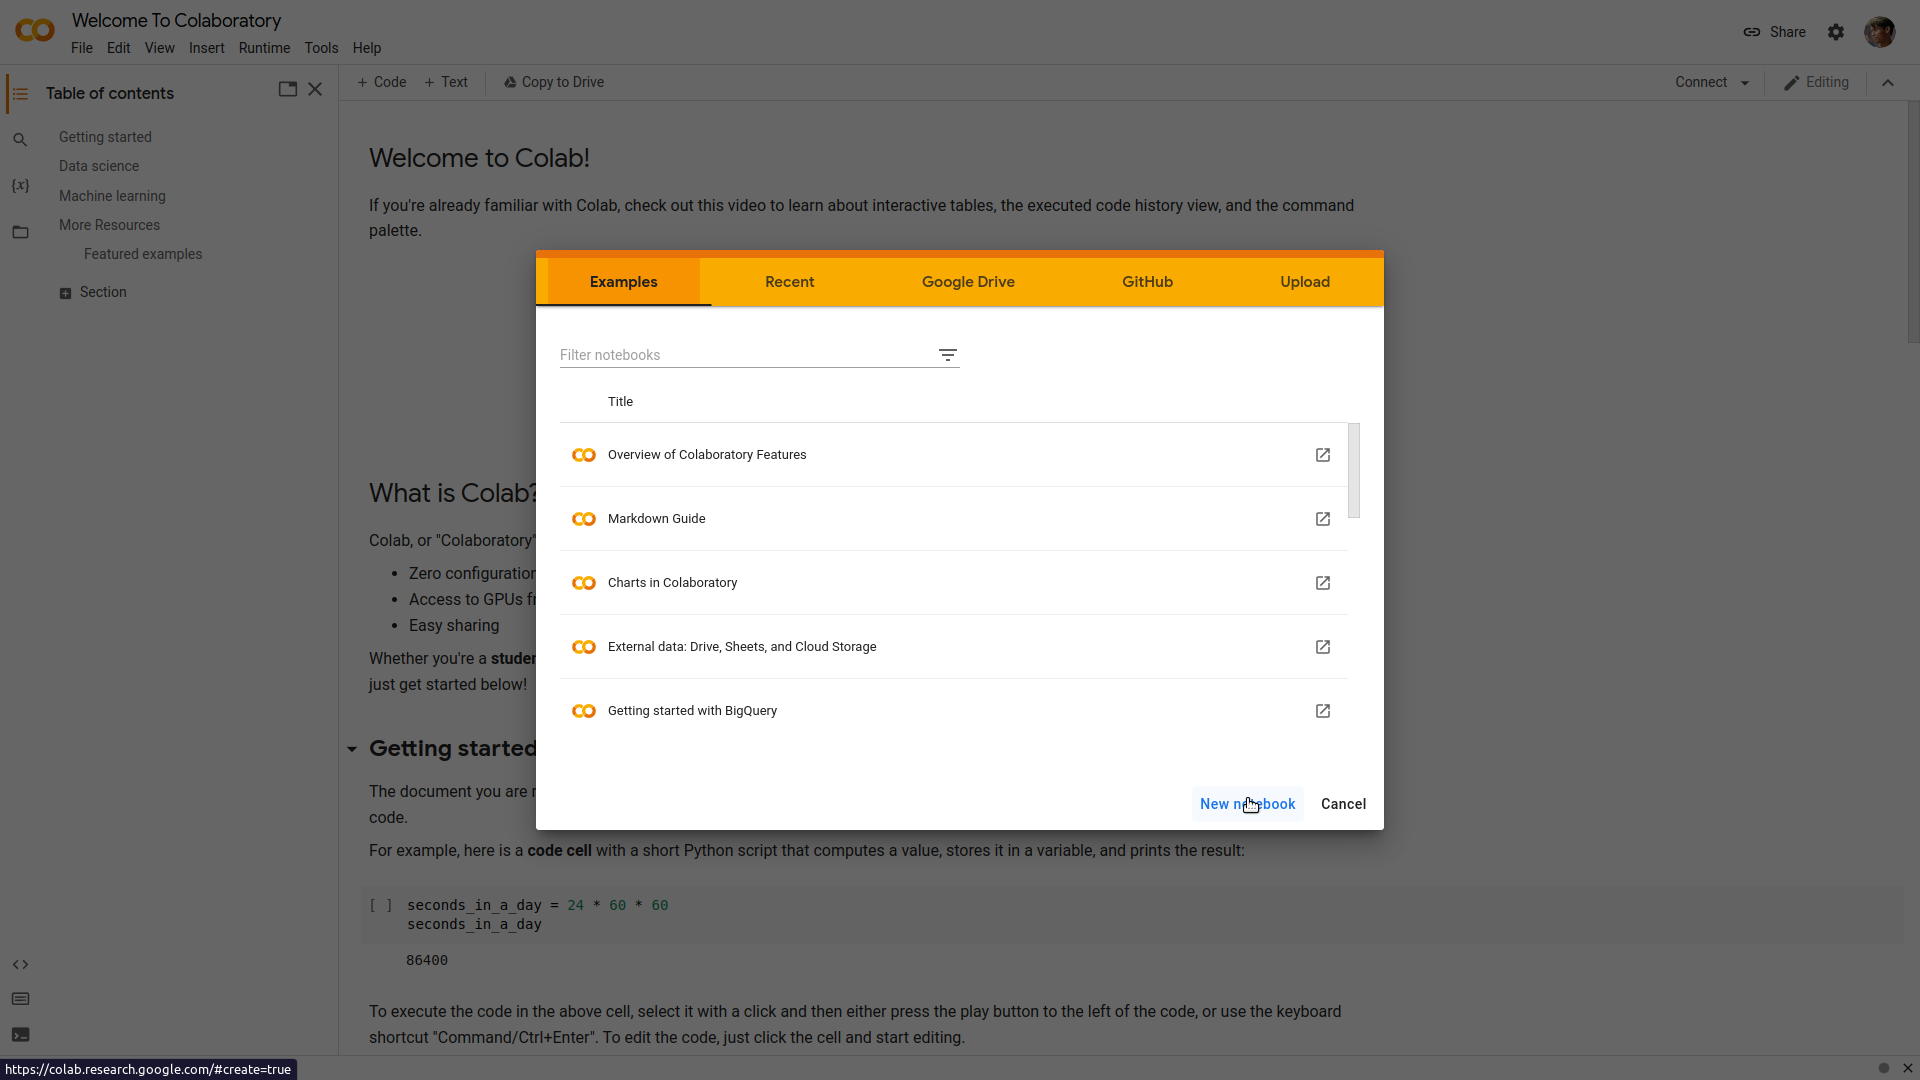 Welcome To Colaboratory
File Edit View Insert Runtime Tools Help
Share
Table of contents
Getting started
Data science
Machine learning
More Resources
Featured examples
Section
+ Code + Text Copy to Drive
Connect
Editing
Welcome to Colab!
If you're already familiar with Colab, check out this video to learn about interactive tables, the executed code history view, and the command
palette.
Examples Recent Google Drive GitHub Upload
Filter notebooks
Title
Overview of Colaboratory Features
Markdown Guide
Charts in Colaboratory
External data: Drive, Sheets, and Cloud Storage
Getting started with BigQuery
New notebook Cancel
What is Colab?
Colab, or "Colaboratory"
• Zero configuration
• Access to GPUs
• Easy sharing
Whether you're a
just get started below!
Getting started
The document you are
code.
For example, here is a code cell with a short Python script that computes a value, stores it in a variable, and prints the result:
[ ] seconds_in_a_day = 24 * 60 * 60
seconds_in_a_day
86400
To execute the code in the above cell, select it with a click and then either press the play button to the left of the code, or use the keyboard
shortcut "Command/Ctrl+Enter". To edit the code, just click the cell and start editing.
https://colab.research.google.com/#create=true